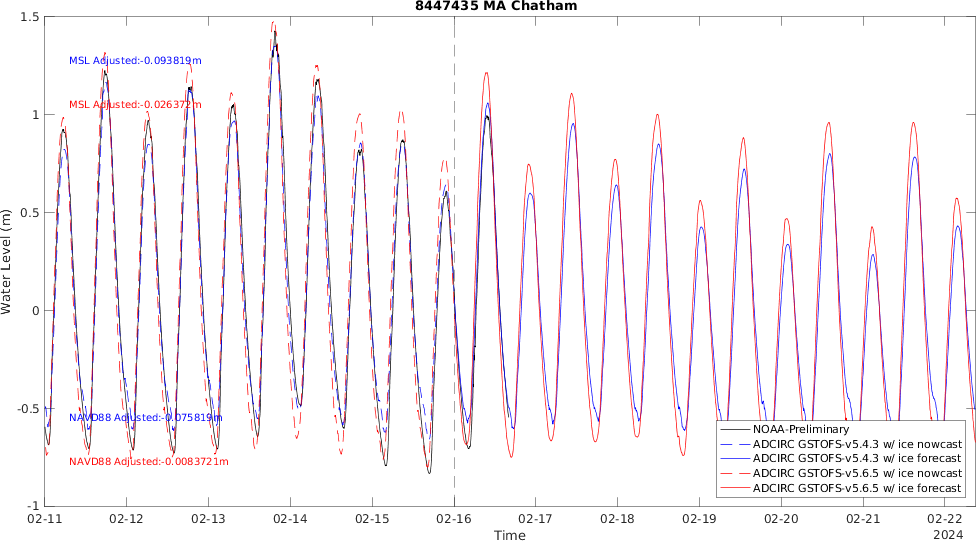 8447435 MA Chatham
1.5
1
0.5
0
-0.5
-1
Water Level (m)
MSL Adjusted:-0.093819m
MSL Adjusted:-0.026372m
NAVD88 Adjusted:-0.075819m
NAVD88 Adjusted:-0.0083721m
NOAA-Preliminary
ADCIRC GSTOFS-v5.4.3 w/ ice nowcast
ADCIRC GSTOFS-v5.4.3 w/ ice forecast
ADCIRC GSTOFS-v5.6.5 w/ ice nowcast
ADCIRC GSTOFS-v5.6.5 w/ ice forecast
02-11 02-12 02-13 02-14 02-15 02-16 02-17 02-18 02-19 02-20 02-21 02-22
Time
2024